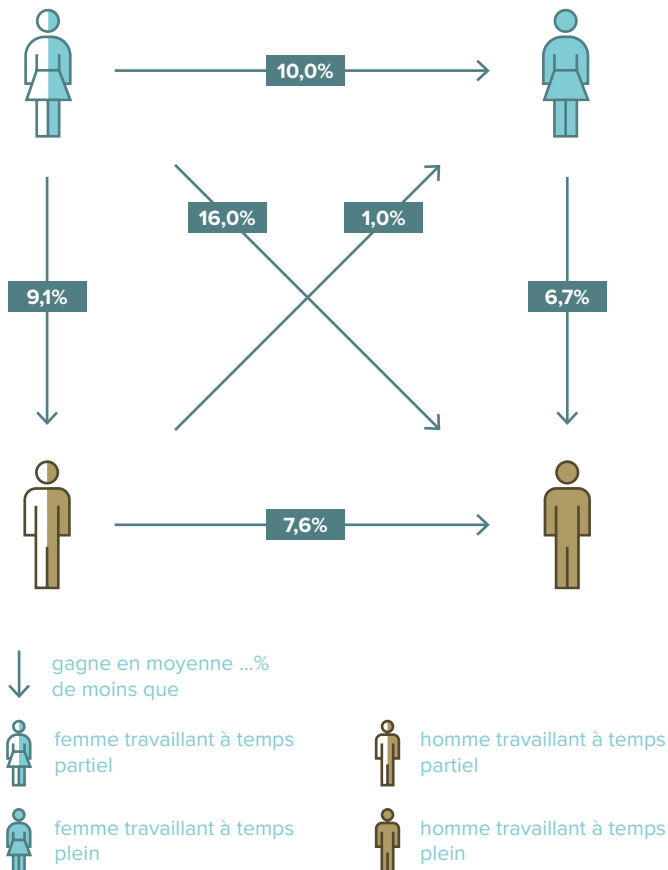 10,0%
16,0%
1,0%
9,1%
6,7%
7,6%
gagne en moyenne ...%
de moins que
femme travaillant à temps
partiel
homme travaillant à temps
partiel
femme travaillant à temps
plein
homme travaillant à temps
plein